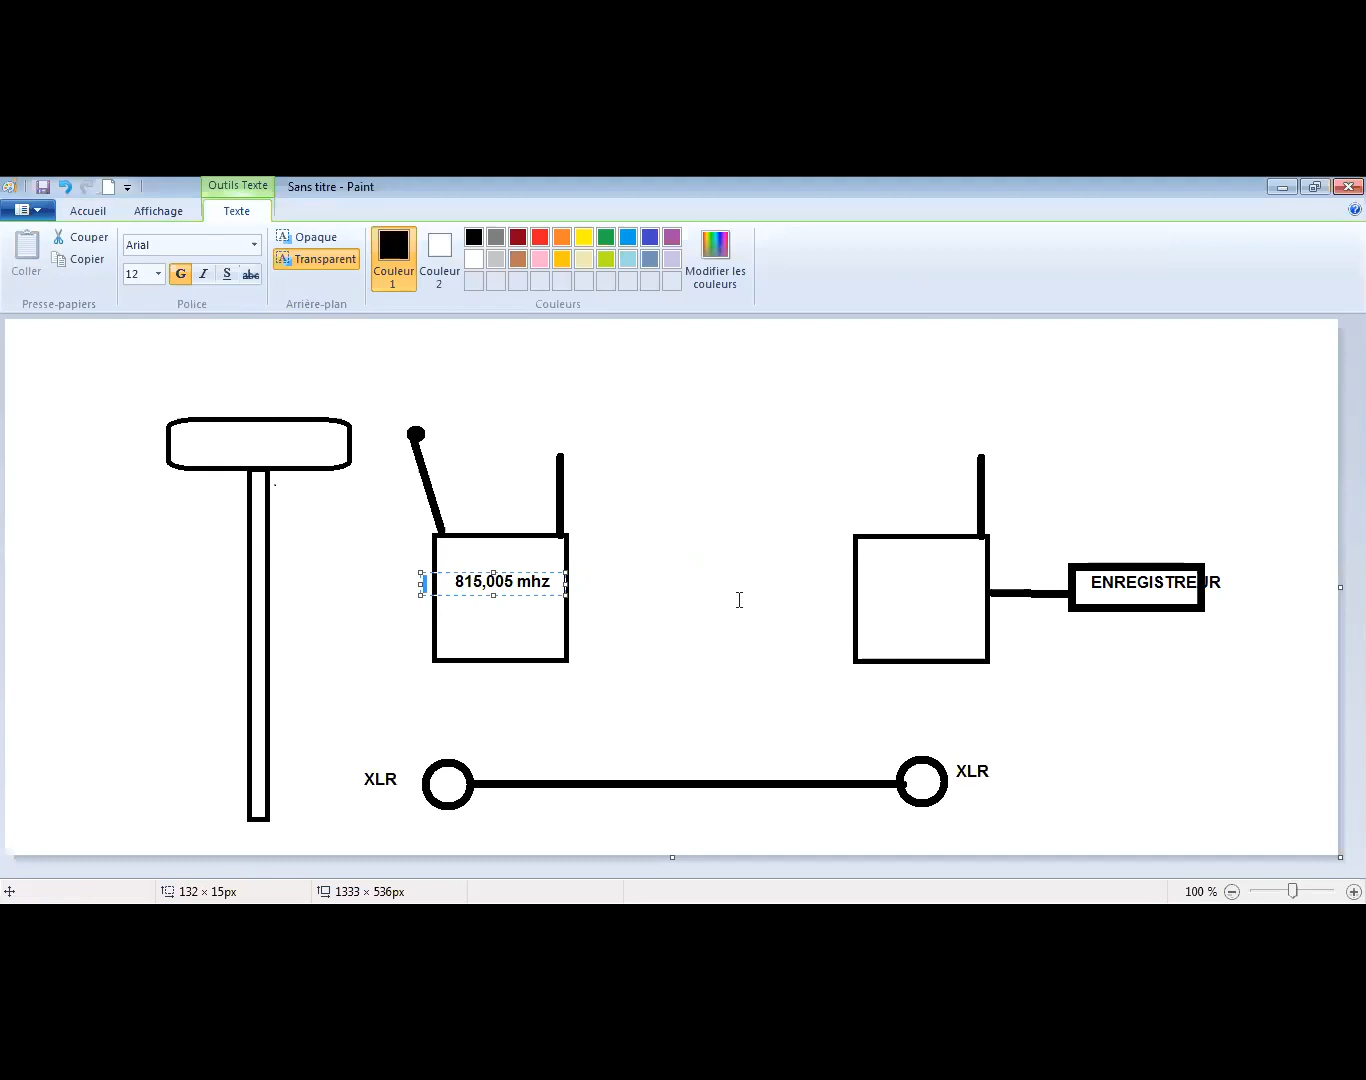 Outils Texte
Sans titre - Paint
Accueil
Affichage
Texte
Coller
Couper
Copier
Presse-papiers
Arial
12
G I S abc
Police
Opaque
Transparent
Arrière-plan
Couleur 1
Couleur 2
Modifier les couleurs
Couleurs
815,005 mhz
ENREGISTREUR
XLR
XLR
132 × 15px
1333 × 536px
100 %